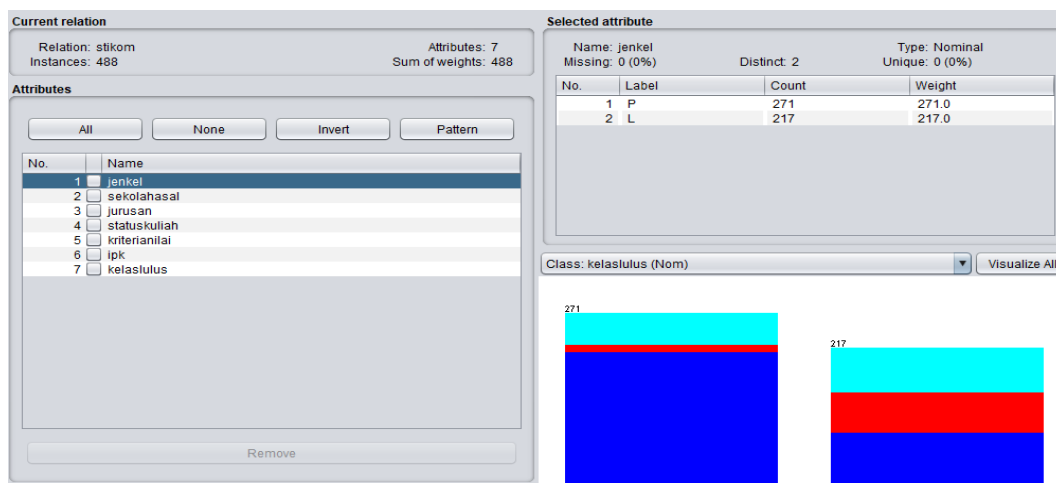 Current relation
Relation: stikom
Attributes: 7
Instances: 488
Sum of weights: 488
Attributes
All
None
Invert
Pattern
No.
Name
1
jenkel
2
sekolahasal
3
jurusan
4
statuskuliah
5
kriterianilai
6
ipk
7
kelaslulus
Remove
Selected attribute
Name: jenkel
Type: Nominal
Missing: 0 (0%)
Distinct: 2
Unique: 0 (0%)
No.
Label
Count
Weight
1
P
271
271.0
2
L
217
217.0
Class: kelaslulus (Nom)
Visualize All
271
217